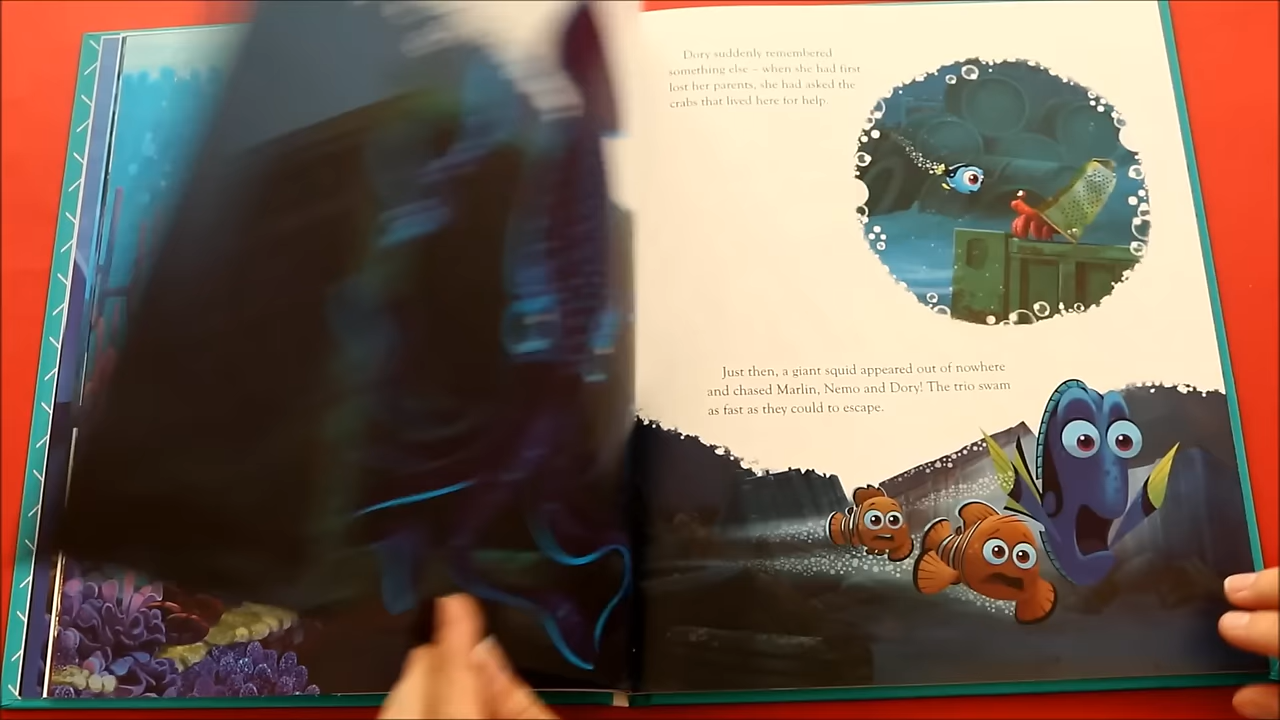 Dory suddenly remembered
something else – when she had first
lost her parents, she had asked the
crabs that lived here for help.
Just then, a giant squid appeared out of nowhere
and chased Marlin, Nemo and Dory! The trio swam
as fast as they could to escape.